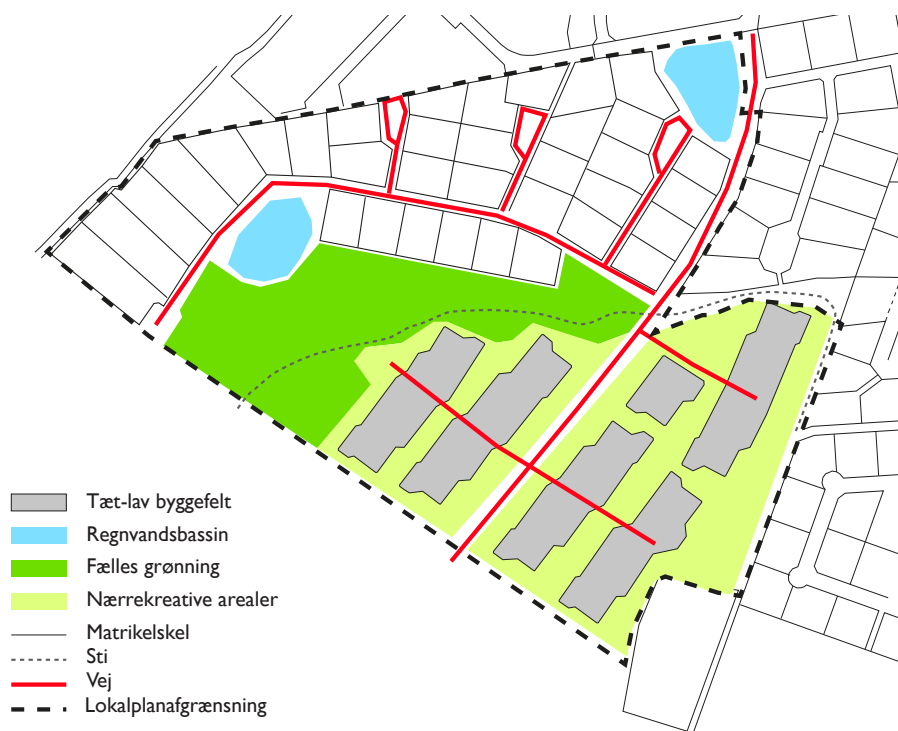 Tæt-lav byggefelt
Regnvandsbassin
Fælles grønning
Nærrekreative arealer
Matrikelskel
Sti
Vej
Lokalplanafgrænsning